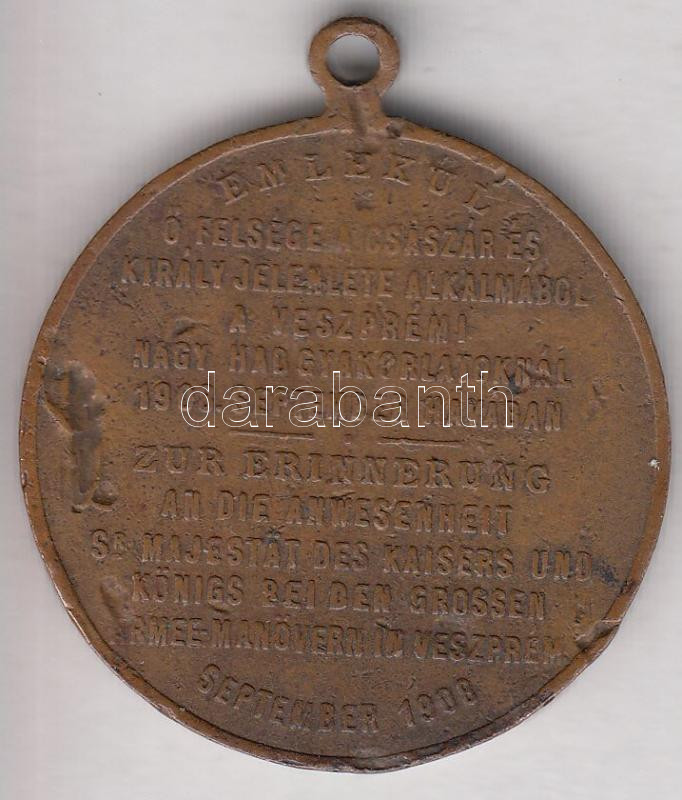 EMLÉKÜL
Ő FELSÉGE A CSÁSZÁR ÉS
KIRÁLY JELENLÉTE ALKALMÁBÓL
A VESZPRÉMI
NAGY HADGYAKORLATOKNÁL
darabanth
ZUR ERINNERUNG
AN DIE ANWESENHEIT
SR MAJESTÄT DES KAISERS UND
KÖNIGS BEI DEN GROSSEN
ARMEE-MANÖVERN IN VESZPRÉM
SEPTEMBER 1908